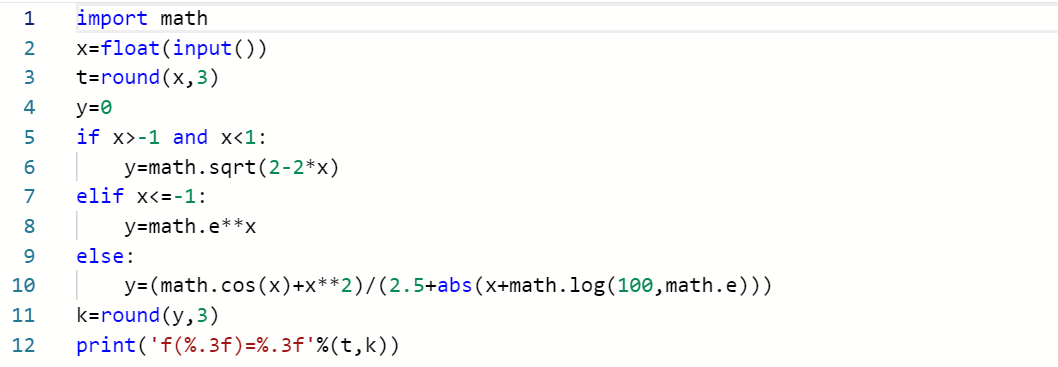 1 import math
2 x=float(input())
3 t=round(x,3)
4 y=0
5 if x>-1 and x<1:
6     y=math.sqrt(2-2*x)
7 elif x<=-1:
8     y=math.e**x
9 else:
10     y=(math.cos(x)+x**2)/(2.5+abs(x+math.log(100,math.e)))
11 k=round(y,3)
12 print('f(%.3f)=%.3f'%(t,k))